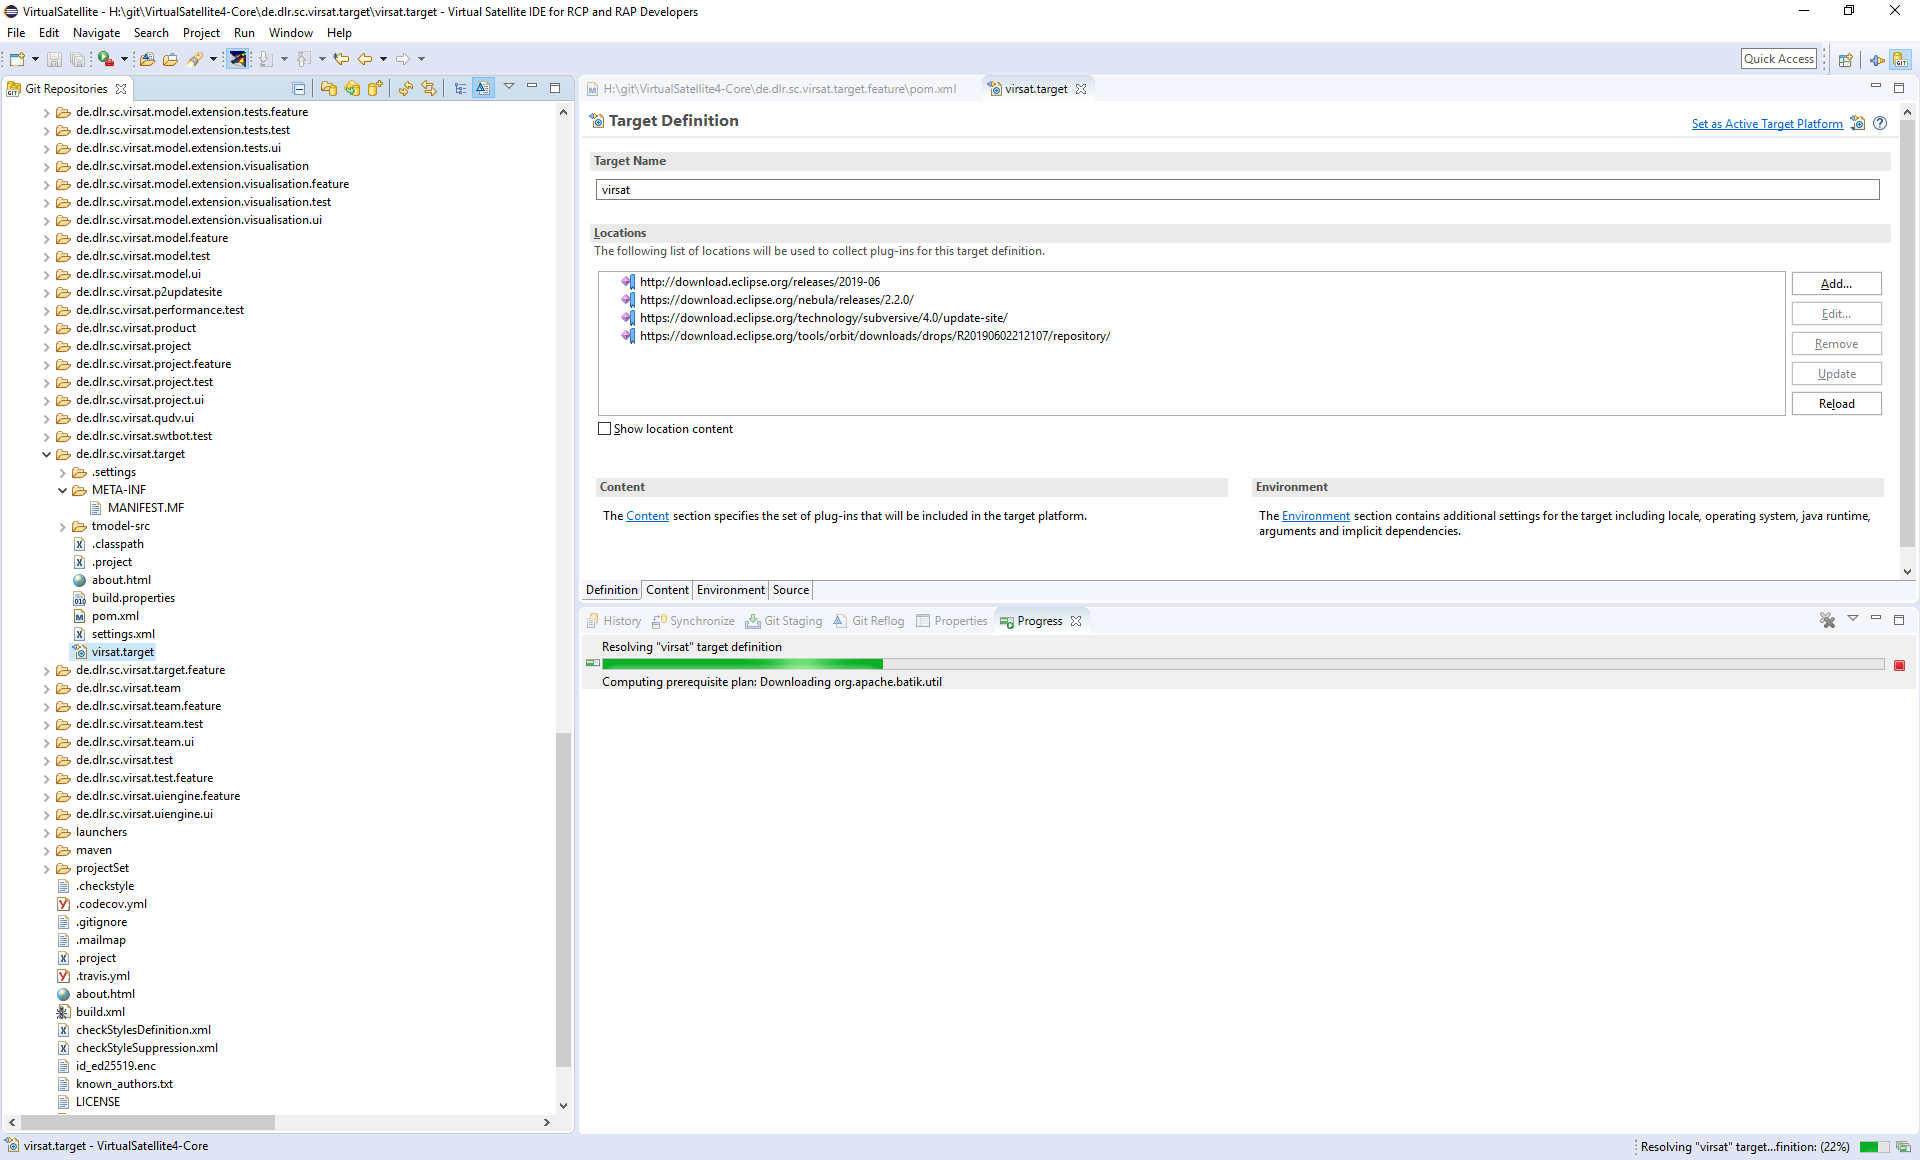 VirtualSatellite - H:\git\VirtualSatellite4-Core\de.dlr.sc.virsat.target\virsat.target - Virtual Satellite IDE for RCP and RAP Developers
File Edit Navigate Search Project Run Window Help
Quick Access
Git Repositories
de.dlr.sc.virsat.model.extension.tests.feature
de.dlr.sc.virsat.model.extension.tests.test
de.dlr.sc.virsat.model.extension.tests.ui
de.dlr.sc.virsat.model.extension.visualisation
de.dlr.sc.virsat.model.extension.visualisation.feature
de.dlr.sc.virsat.model.extension.visualisation.test
de.dlr.sc.virsat.model.extension.visualisation.ui
de.dlr.sc.virsat.model.feature
de.dlr.sc.virsat.model.test
de.dlr.sc.virsat.model.ui
de.dlr.sc.virsat.p2updatesite
de.dlr.sc.virsat.performance.test
de.dlr.sc.virsat.product
de.dlr.sc.virsat.project
de.dlr.sc.virsat.project.feature
de.dlr.sc.virsat.project.test
de.dlr.sc.virsat.project.ui
de.dlr.sc.virsat.qudv.ui
de.dlr.sc.virsat.swtbot.test
de.dlr.sc.virsat.target
.settings
META-INF
MANIFEST.MF
tmodel-src
.classpath
.project
about.html
build.properties
pom.xml
settings.xml
virsat.target
de.dlr.sc.virsat.target.feature
de.dlr.sc.virsat.team
de.dlr.sc.virsat.team.feature
de.dlr.sc.virsat.team.test
de.dlr.sc.virsat.team.ui
de.dlr.sc.virsat.test
de.dlr.sc.virsat.test.feature
de.dlr.sc.virsat.uiengine.feature
de.dlr.sc.virsat.uiengine.ui
launchers
maven
projectSet
.checkstyle
.codecov.yml
.gitignore
.mailmap
.project
.travis.yml
about.html
build.xml
checkStylesDefinition.xml
checkStyleSuppression.xml
id_ed25519.enc
known_authors.txt
LICENSE
H:\git\VirtualSatellite4-Core\de.dlr.sc.virsat.target.feature\pom.xml virsat.target
Target Definition
Set as Active Target Platform
Target Name
virsat
Locations
The following list of locations will be used to collect plug-ins for this target definition.
http://download.eclipse.org/releases/2019-06
https://download.eclipse.org/nebula/releases/2.2.0/
https://download.eclipse.org/technology/subversive/4.0/update-site/
https://download.eclipse.org/tools/orbit/downloads/drops/R20190602212107/repository/
Add...
Edit...
Remove
Update
Reload
Show location content
Content
The Content section specifies the set of plug-ins that will be included in the target platform.
Environment
The Environment section contains additional settings for the target including locale, operating system, java runtime,
arguments and implicit dependencies.
Definition Content Environment Source
History Synchronize Git Staging Git Reflog Properties Progress
Resolving "virsat" target definition
Computing prerequisite plan: Downloading org.apache.batik.util
virsat.target - VirtualSatellite4-Core
Resolving "virsat" target...finition: (22%)